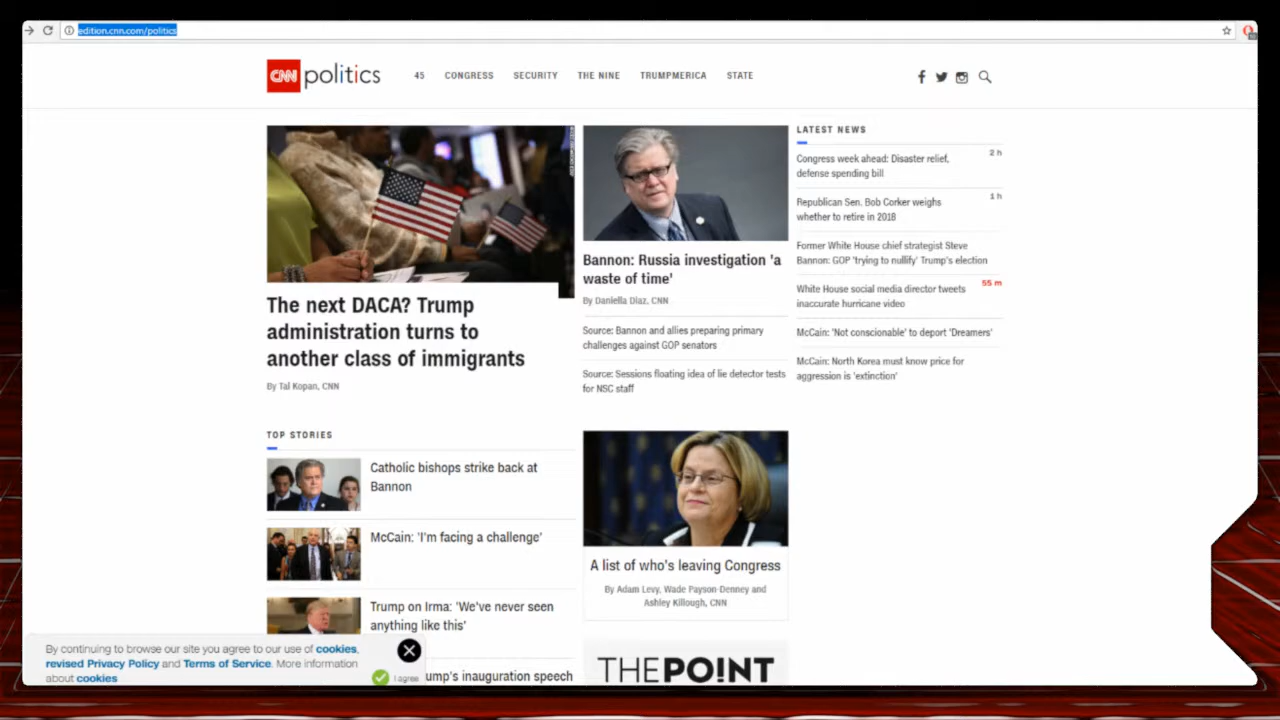 edition.cnn.com/politics
CNN politics
45 CONGRESS SECURITY THE NINE TRUMPMERICA STATE
The next DACA? Trump
administration turns to
another class of immigrants
By Tal Kopan, CNN
Bannon: Russia investigation 'a
waste of time'
By Daniella Diaz, CNN
Source: Bannon and allies preparing primary
challenges against GOP senators
Source: Sessions floating idea of lie detector tests
for NSC staff
LATEST NEWS
Congress week ahead: Disaster relief,
defense spending bill
2 h
Republican Sen. Bob Corker weighs
whether to retire in 2018
1 h
Former White House chief strategist Steve
Bannon: GOP 'trying to nullify' Trump's election
White House social media director tweets
inaccurate hurricane video
55 m
McCain: 'Not conscionable' to deport 'Dreamers'
McCain: North Korea must know price for
aggression is 'extinction'
TOP STORIES
Catholic bishops strike back at
Bannon
McCain: 'I'm facing a challenge'
Trump on Irma: 'We've never seen
anything like this'
ump's inauguration speech
A list of who's leaving Congress
By Adam Levy, Wade Payson-Denney and
Ashley Killough, CNN
THE PO!NT
By continuing to browse our site you agree to our use of cookies,
revised Privacy Policy and Terms of Service. More information
about cookies
I agree